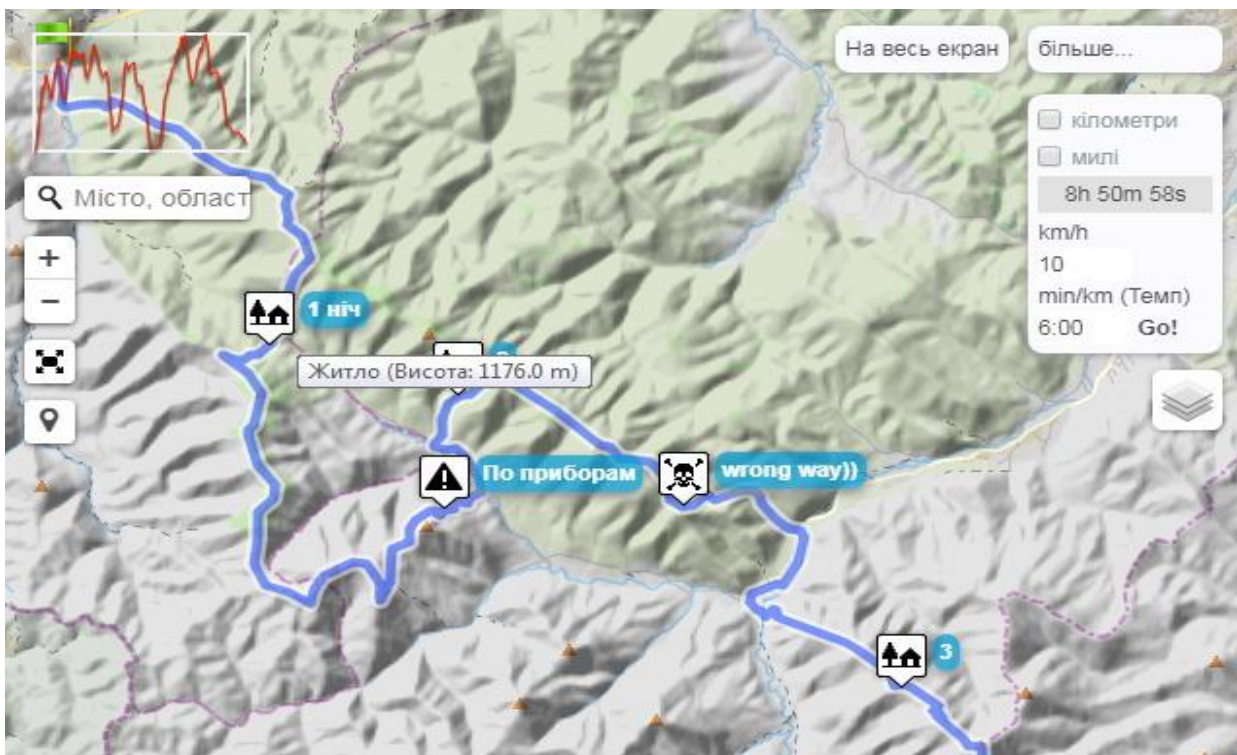 На весь екран
більше...
кілометри
милі
8h 50m 58s
km/h
10
min/km (Темп)
6:00 Go!
Місто, област
+
−
1 ніч
Житло (Висота: 1176.0 m)
По приборам
wrong way))
3